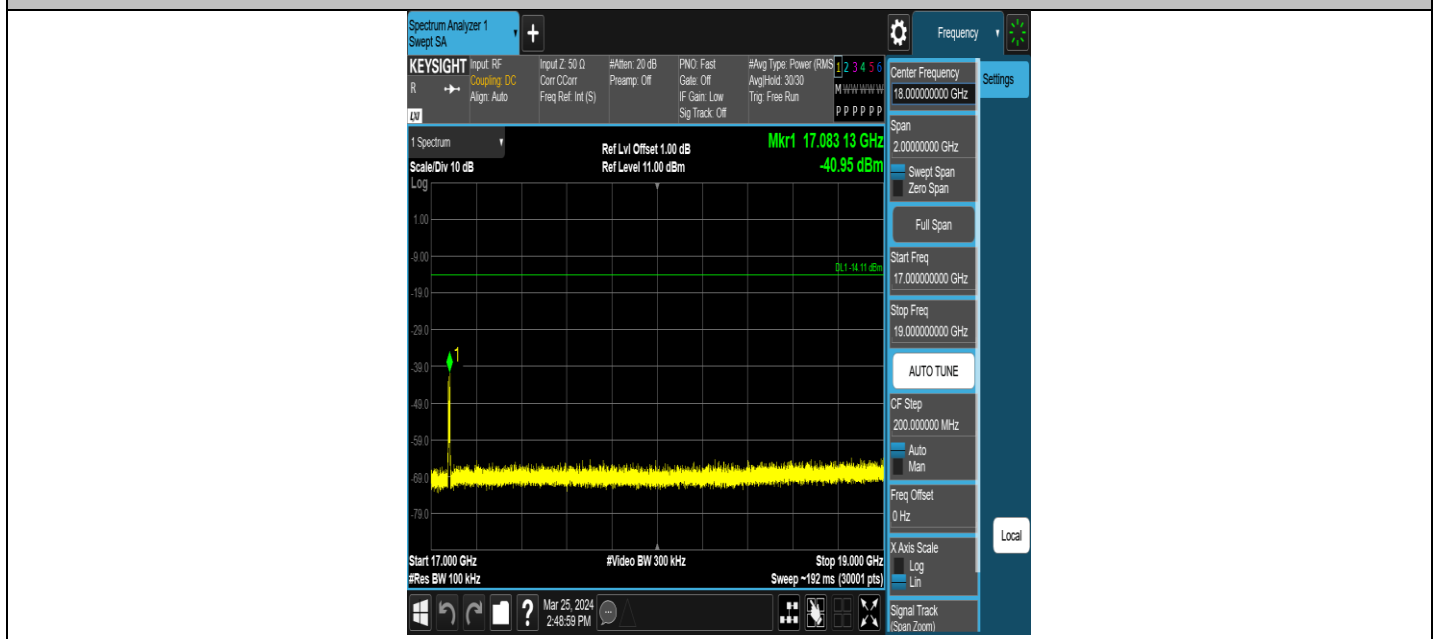 Spectrum Analyzer 1
Swept SA
+
Frequency
KEYSIGHT
R
LXI
Input: RF
Coupling: DC
Align: Auto
Input Z: 50 Ω
Corr CCorr
Freq Ref: Int (S)
#Atten: 20 dB
Preamp: Off
PNO: Fast
Gate: Off
IF Gain: Low
Sig Track: Off
#Avg Type: Power (RMS
Avg|Hold: 30/30
Trig: Free Run
1 2 3 4 5 6
M W W W W W
P P P P P P
1 Spectrum
Scale/Div 10 dB
Log
Ref Lvl Offset 1.00 dB
Ref Level 11.00 dBm
Mkr1 17.083 13 GHz
-40.95 dBm
1.00
-9.00
DL1 -14.11 dBm
-19.0
-29.0
1
-39.0
-49.0
-59.0
-69.0
-79.0
Start 17.000 GHz
#Res BW 100 kHz
#Video BW 300 kHz
Stop 19.000 GHz
Sweep ~192 ms (30001 pts)
?
Mar 25, 2024
2:48:59 PM
Center Frequency
18.000000000 GHz
Settings
Span
2.00000000 GHz
Swept Span
Zero Span
Full Span
Start Freq
17.000000000 GHz
Stop Freq
19.000000000 GHz
AUTO TUNE
CF Step
200.000000 MHz
Auto
Man
Freq Offset
0 Hz
X Axis Scale
Log
Lin
Local
Signal Track
(Span Zoom)